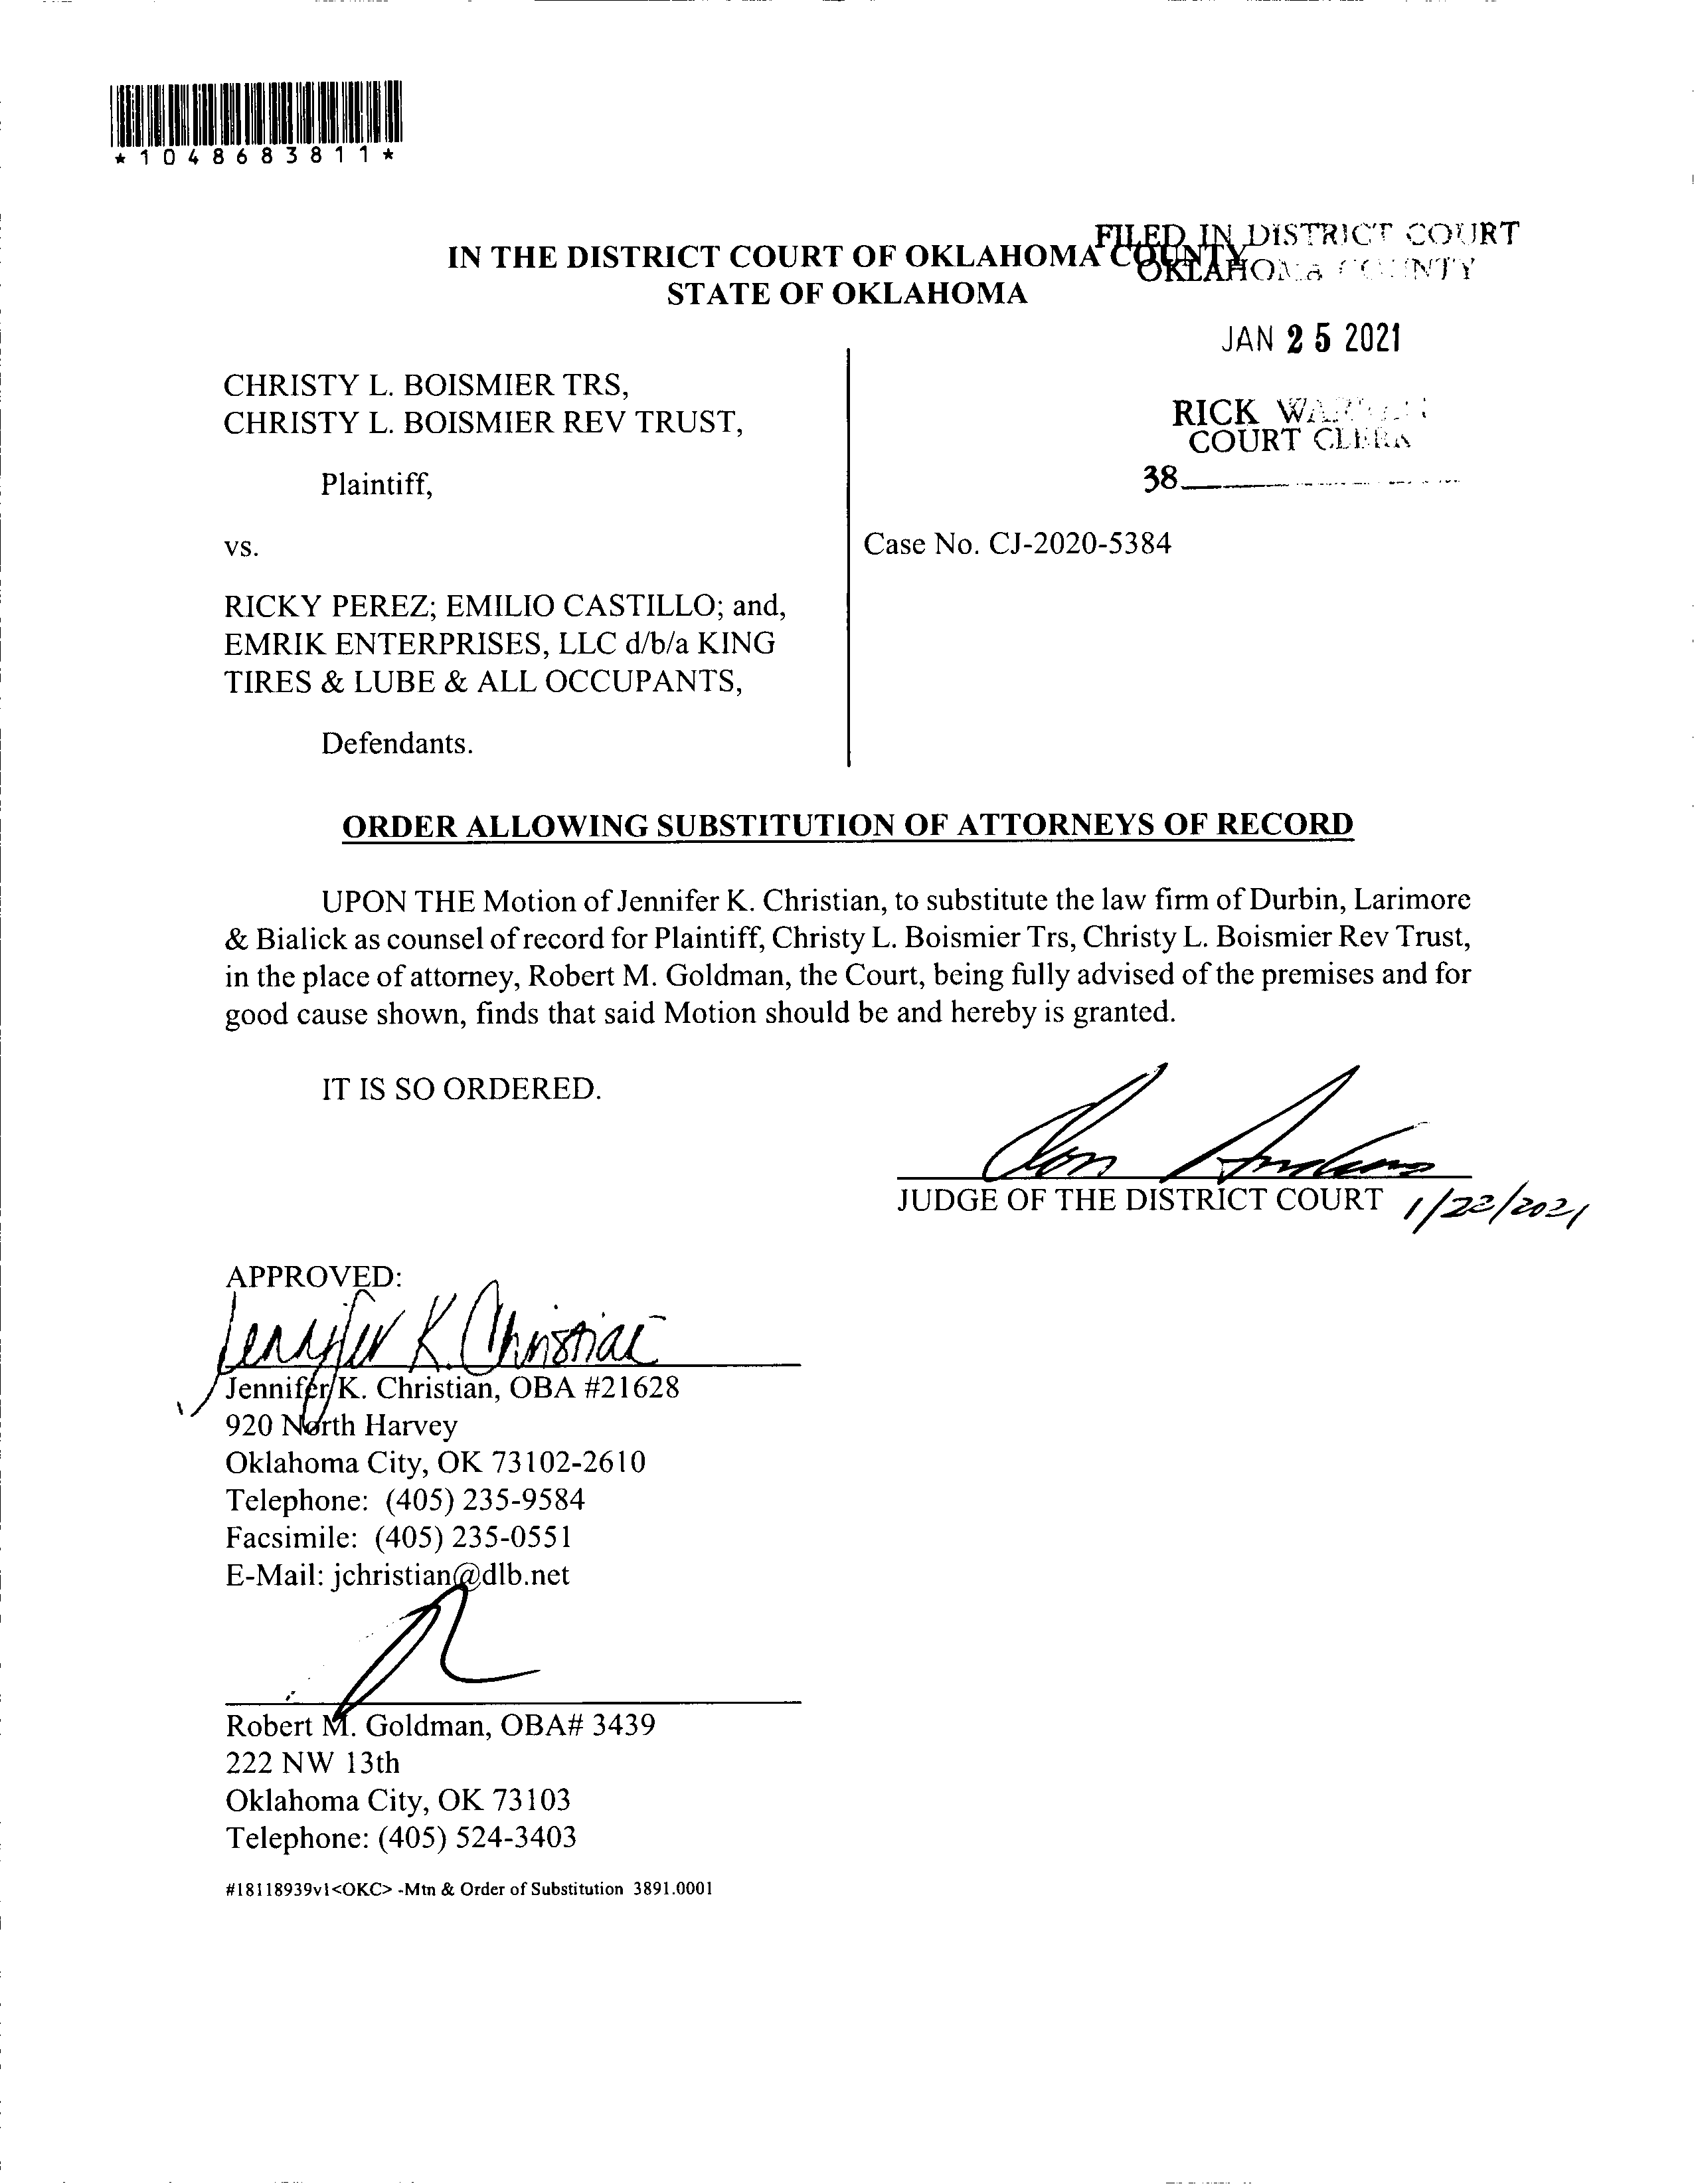 *1048683811*
FILED IN DISTRICT COURT
OKLAHOMA COUNTY
IN THE DISTRICT COURT OF OKLAHOMA COUNTY
STATE OF OKLAHOMA
JAN 25 2021
RICK
COURT CLERK
38
CHRISTY L. BOISMIER TRS,
CHRISTY L. BOISMIER REV TRUST,
Plaintiff,
vs.
Case No. CJ-2020-5384
RICKY PEREZ; EMILIO CASTILLO; and,
EMRIK ENTERPRISES, LLC d/b/a KING
TIRES & LUBE & ALL OCCUPANTS,
Defendants.
ORDER ALLOWING SUBSTITUTION OF ATTORNEYS OF RECORD
UPON THE Motion of Jennifer K. Christian, to substitute the law firm of Durbin, Larimore
& Bialick as counsel of record for Plaintiff, Christy L. Boismier Trs, Christy L. Boismier Rev Trust,
in the place of attorney, Robert M. Goldman, the Court, being fully advised of the premises and for
good cause shown, finds that said Motion should be and hereby is granted.
IT IS SO ORDERED.
JUDGE OF THE DISTRICT COURT 1/22/2021
APPROVED:
Jennifer K. Christian
Jennifer K. Christian, OBA #21628
920 North Harvey
Oklahoma City, OK 73102-2610
Telephone: (405) 235-9584
Facsimile: (405) 235-0551
E-Mail: jchristian@dlb.net
Robert M. Goldman, OBA# 3439
222 NW 13th
Oklahoma City, OK 73103
Telephone: (405) 524-3403
#18118939v1<OKC> -Mtn & Order of Substitution 3891.0001